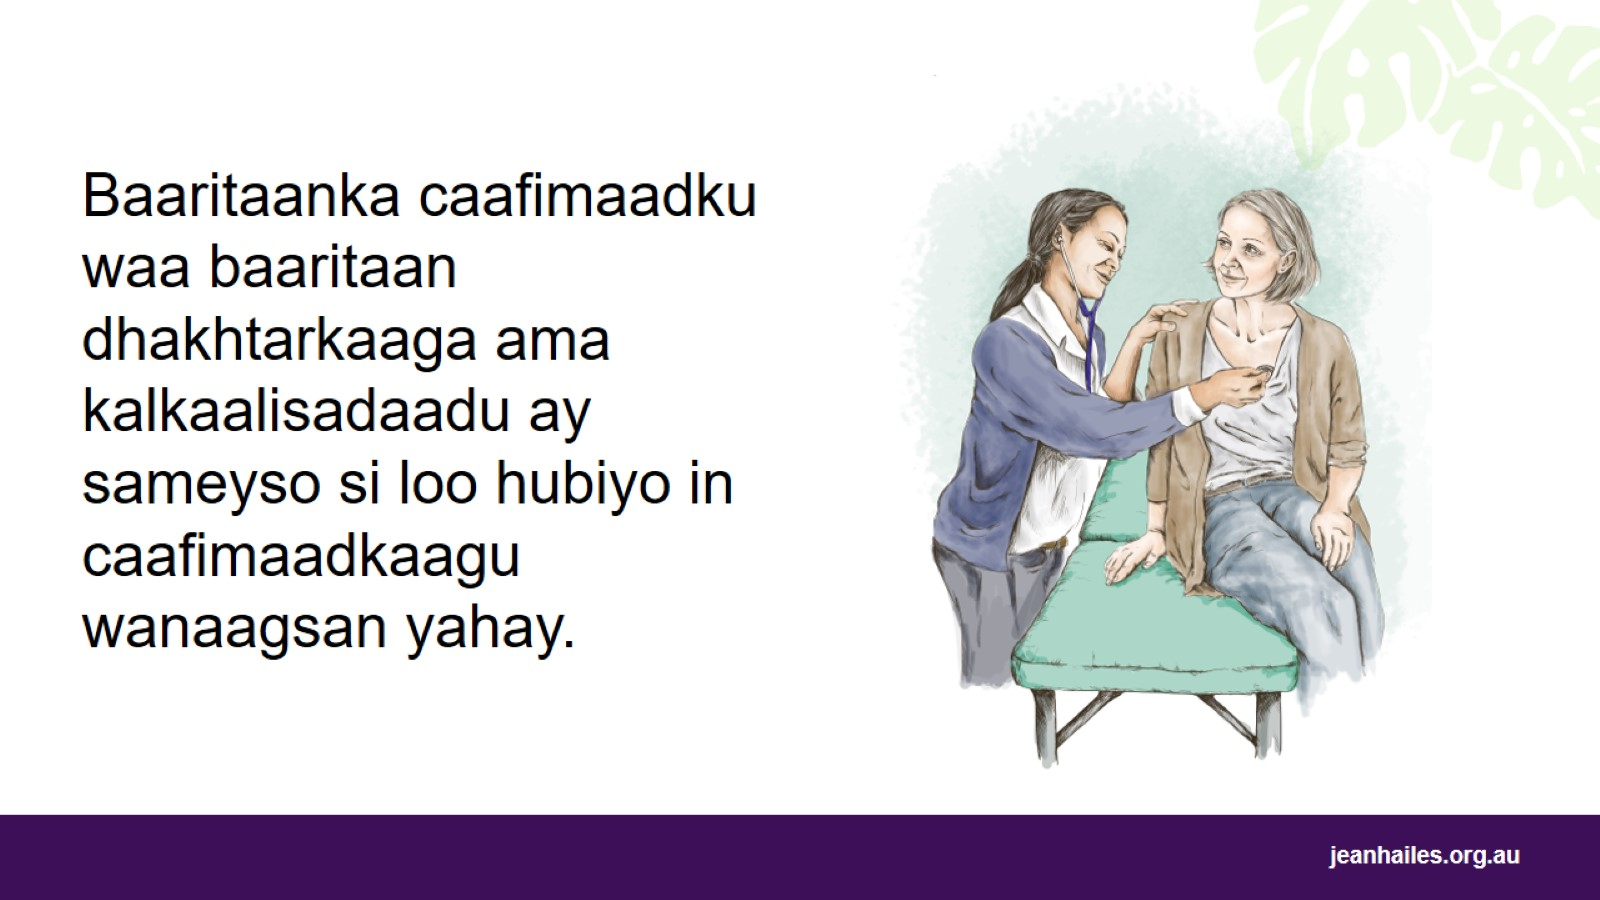 Baaritaanka caafimaadku
waa baaritaan
dhakhtarkaaga ama
kalkaalisadaadu ay
sameyso si loo hubiyo in
caafimaadkaagu
wanaagsan yahay.
jeanhailes.org.au